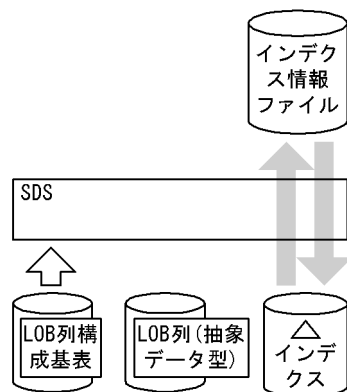 インデク
ス情報
ファイル
SDS
LOB列構
成基表
LOB列(抽象
データ型)
インデ
クス